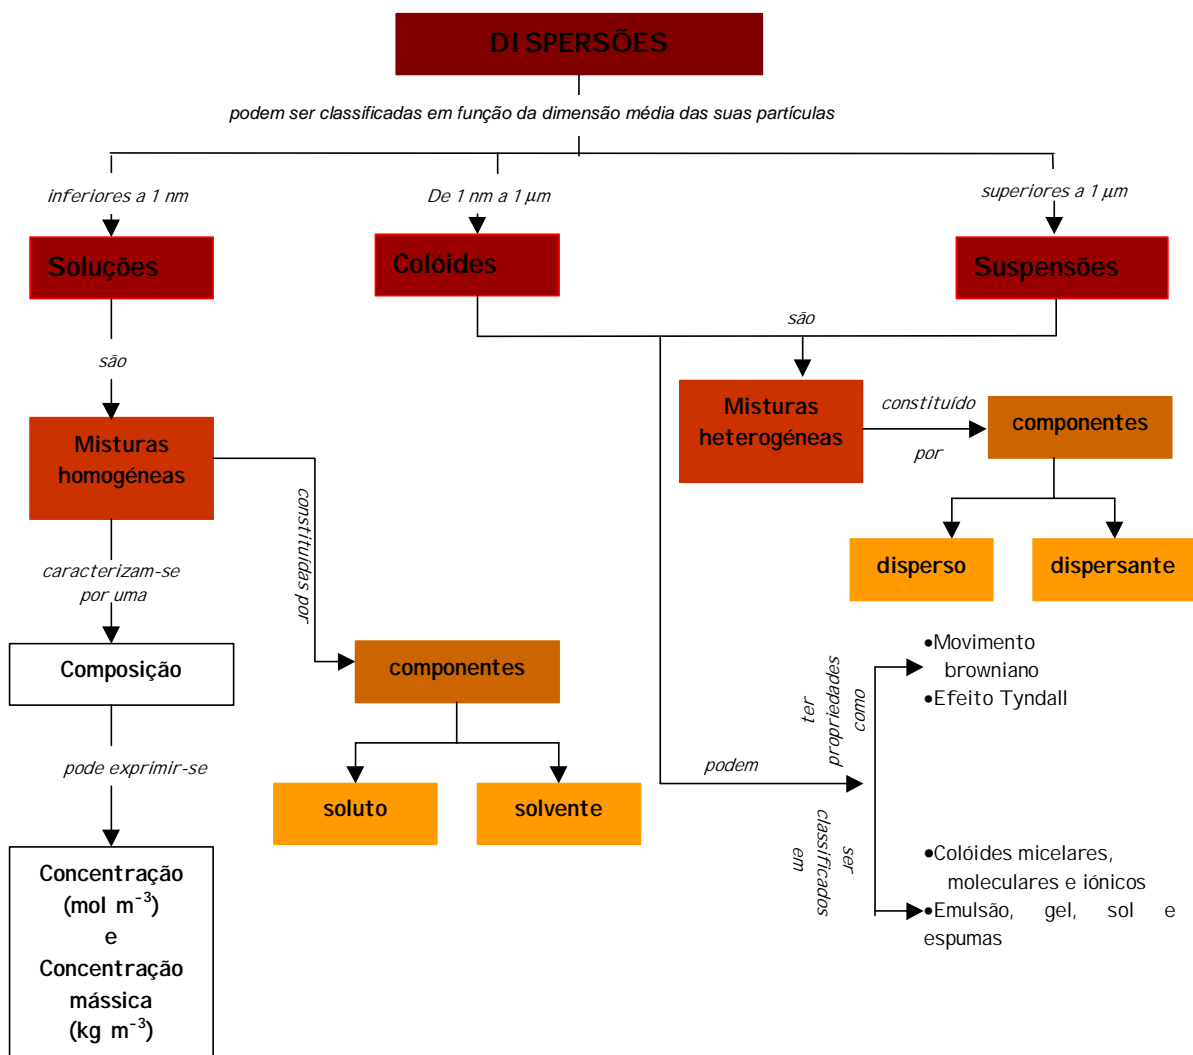 DISPERSÕES
podem ser classificadas em função da dimensão média das suas partículas
inferiores a 1 nm
De 1 nm a 1 μm
superiores a 1 μm
Soluções
Colóides
Suspensões
são
são
Misturas
homogéneas
Misturas
heterogéneas
constituído
por
componentes
disperso
dispersante
constituídas por
caracterizam-se
por uma
Composição
componentes
pode exprimir-se
soluto
solvente
Concentração
(mol m⁻³)
e
Concentração
mássica
(kg m⁻³)
podem
ter
propriedades
como
•Movimento
browniano
•Efeito Tyndall
ser
classificados
em
•Colóides micelares,
moleculares e iónicos
•Emulsão, gel, sol e
espumas